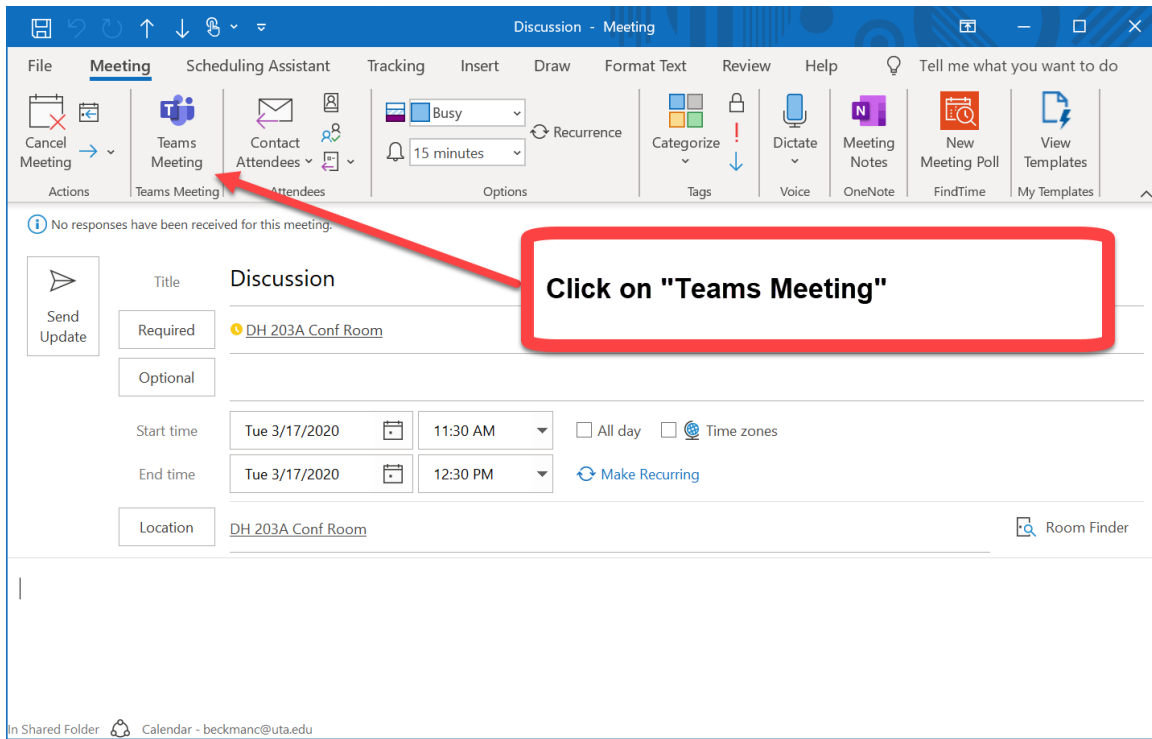 Discussion - Meeting
File Meeting Scheduling Assistant Tracking Insert Draw Format Text Review Help Tell me what you want to do
Cancel Meeting
Teams Meeting
Contact Attendees
Busy
15 minutes
Recurrence
Categorize
Dictate
Meeting Notes
New Meeting Poll
View Templates
Actions Teams Meeting Attendees Options Tags Voice OneNote FindTime My Templates
No responses have been received for this meeting.
Click on "Teams Meeting"
Send Update
Title Discussion
Required DH 203A Conf Room
Optional
Start time Tue 3/17/2020 11:30 AM All day Time zones
End time Tue 3/17/2020 12:30 PM Make Recurring
Location DH 203A Conf Room Room Finder
In Shared Folder Calendar - beckmanc@uta.edu